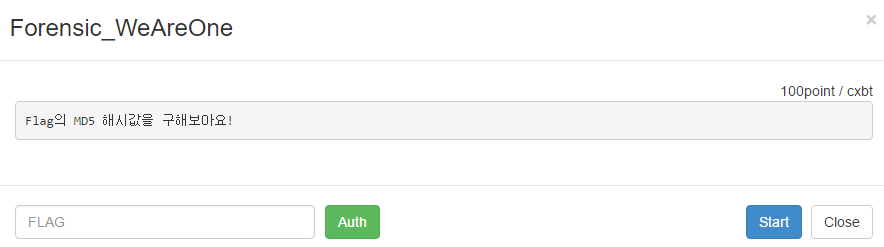 Forensic_WeAreOne
×
100point / cxbt
Flag의 MD5 해시값을 구해보아요!
FLAG
Auth
Start
Close